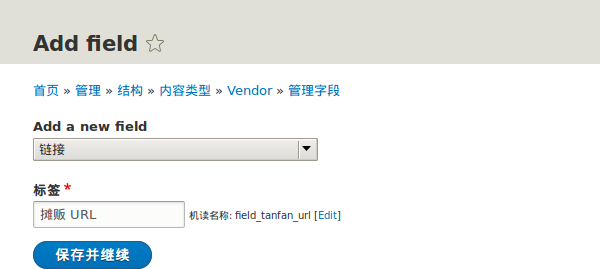 Add field
首页 » 管理 » 结构 » 内容类型 » Vendor » 管理字段
Add a new field
链接
标签 *
摊贩 URL
机读名称: field_tanfan_url [Edit]
保存并继续